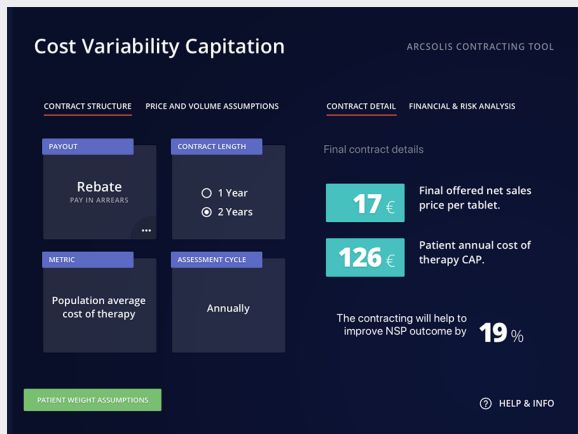 Cost Variability Capitation
ARCSOLIS CONTRACTING TOOL
CONTRACT STRUCTURE
PRICE AND VOLUME ASSUMPTIONS
CONTRACT DETAIL
FINANCIAL & RISK ANALYSIS
PAYOUT
Rebate
PAY IN ARREARS
CONTRACT LENGTH
1 Year
2 Years
METRIC
Population average
cost of therapy
ASSESSMENT CYCLE
Annually
Final contract details
17 €
Final offered net sales
price per tablet.
126 €
Patient annual cost of
therapy CAP.
The contracting will help to
improve NSP outcome by
19 %
PATIENT WEIGHT ASSUMPTIONS
? HELP & INFO